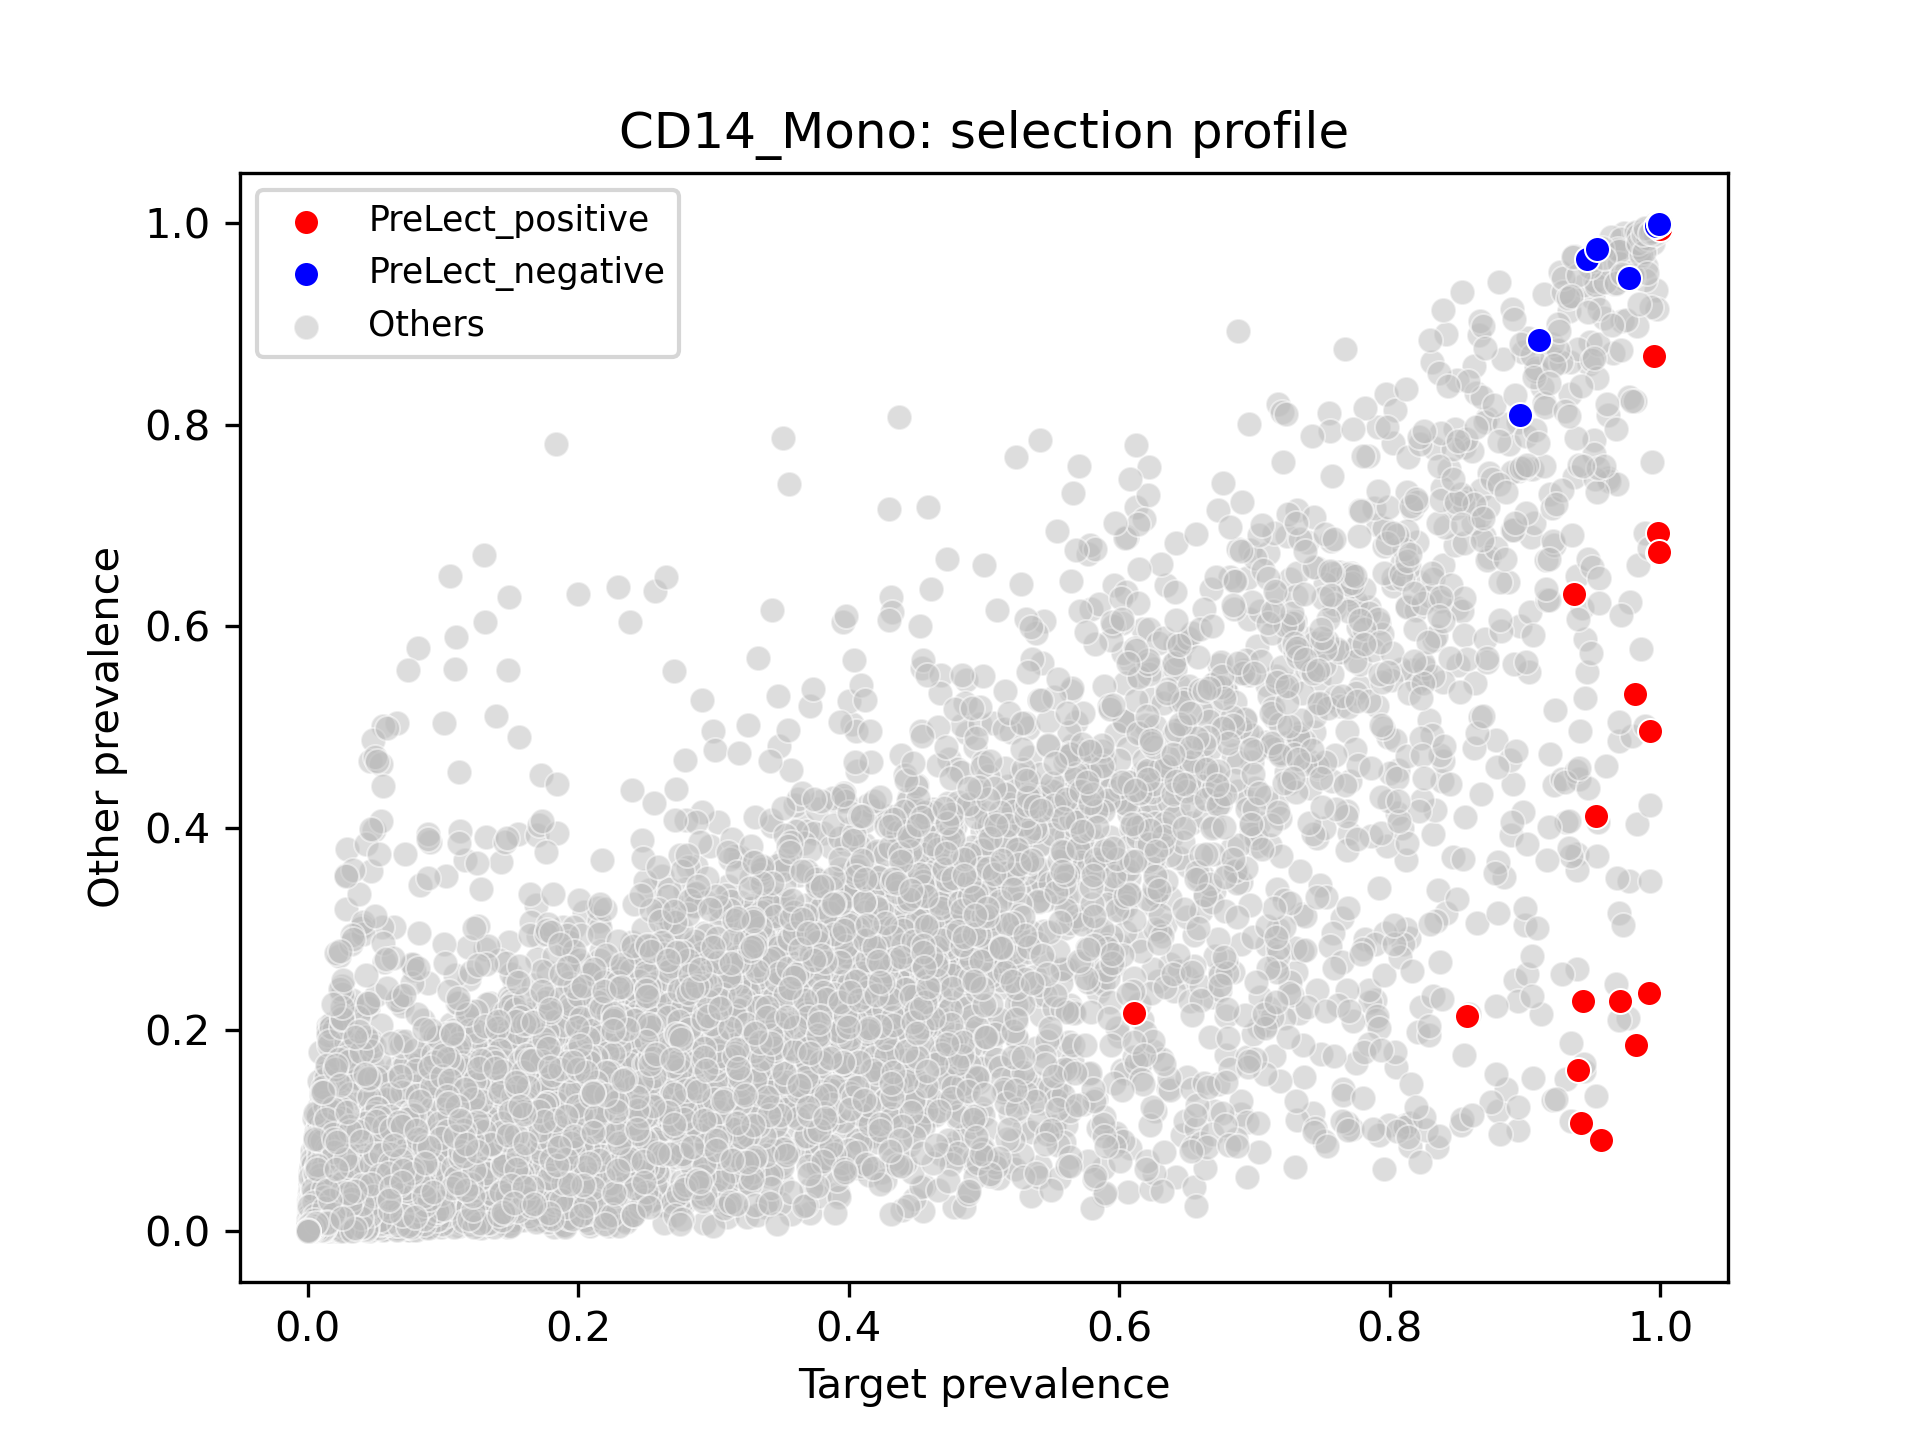 CD14_Mono: selection profile
PreLect_positive
PreLect_negative
Others
Other prevalence
1.0
0.8
0.6
0.4
0.2
0.0
0.0 0.2 0.4 0.6 0.8 1.0
Target prevalence